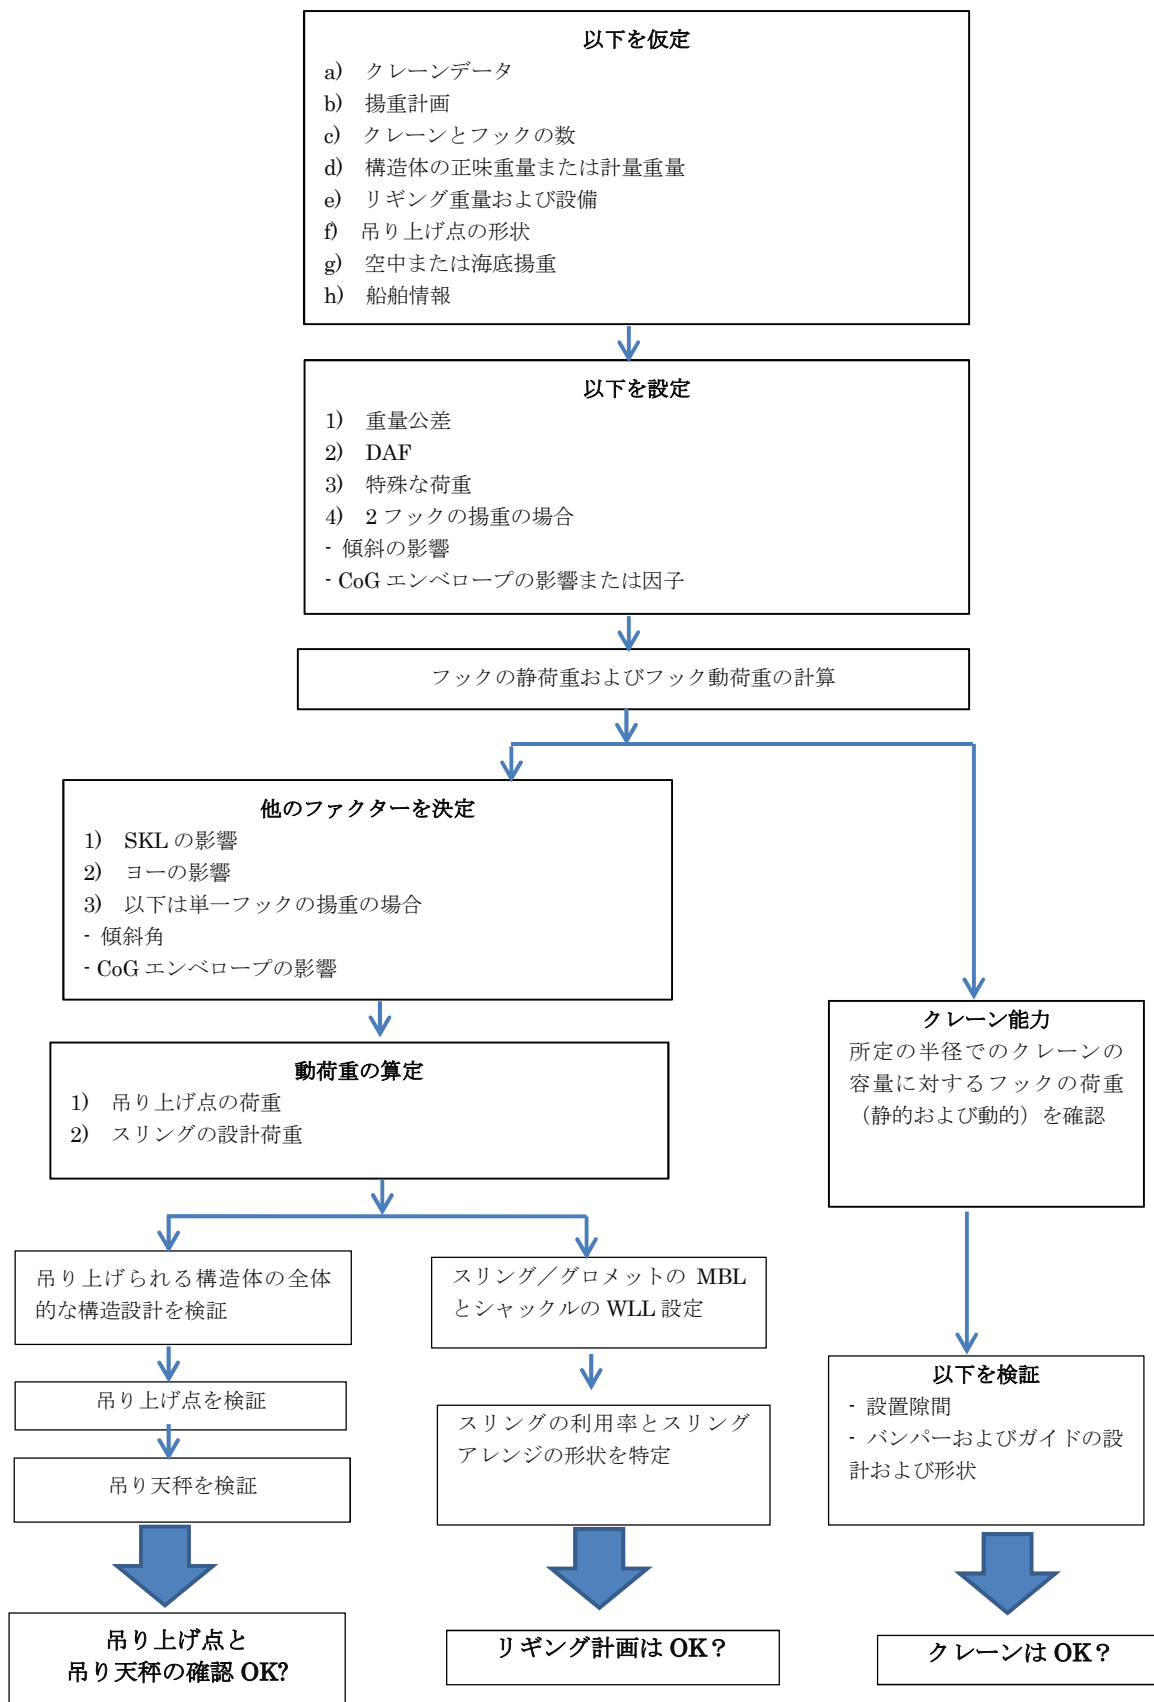 以下を仮定
a) クレーンデータ
b) 揚重計画
c) クレーンとフックの数
d) 構造体の正味重量または計量重量
e) リギング重量および設備
f) 吊り上げ点の形状
g) 空中または海底揚重
h) 船舶情報
以下を設定
1) 重量公差
2) DAF
3) 特殊な荷重
4) 2 フックの揚重の場合
- 傾斜の影響
- CoG エンベロープの影響または因子
フックの静荷重およびフック動荷重の計算
他のファクターを決定
1) SKL の影響
2) ヨーの影響
3) 以下は単一フックの揚重の場合
- 傾斜角
- CoG エンベロープの影響
動荷重の算定
1) 吊り上げ点の荷重
2) スリングの設計荷重
クレーン能力
所定の半径でのクレーンの
容量に対するフックの荷重
（静的および動的）を確認
吊り上げられる構造体の全体
的な構造設計を検証
吊り上げ点を検証
吊り天秤を検証
スリング／グロメットの MBL
とシャックルの WLL 設定
スリングの利用率とスリング
アレンジの形状を特定
以下を検証
- 設置隙間
- バンパーおよびガイドの設
計および形状
吊り上げ点と
吊り天秤の確認 OK?
リギング計画は OK？
クレーンは OK？